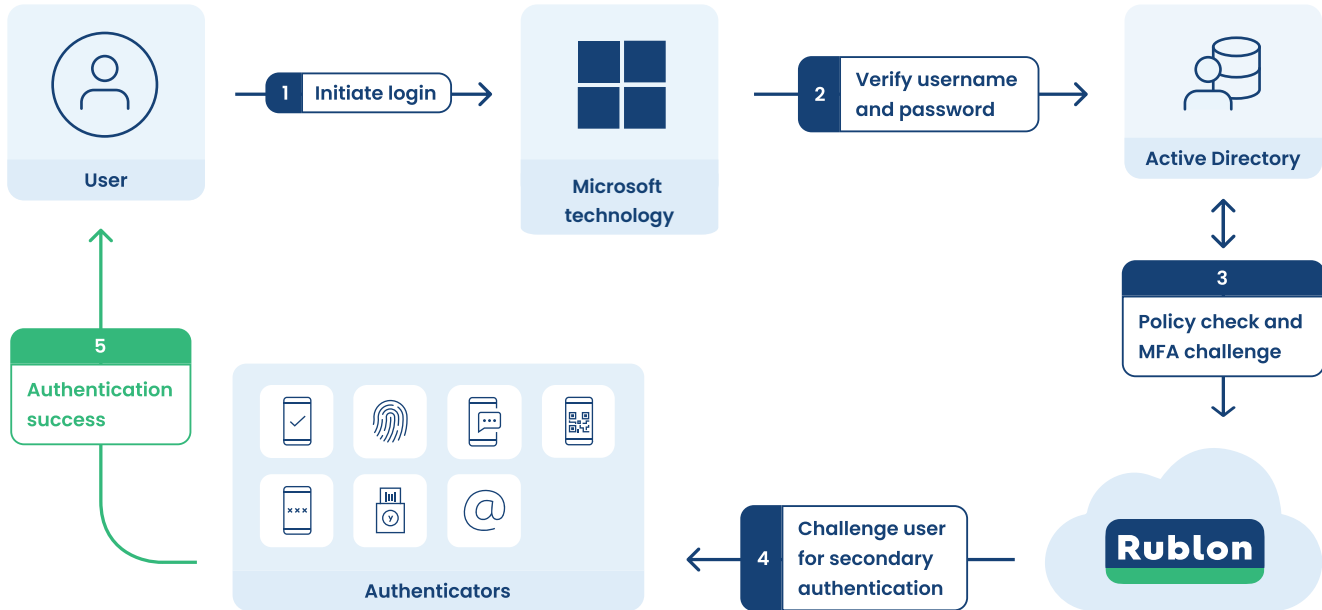 1
Initiate login
2
Verify username
and password
User
Microsoft
technology
Active Directory
3
Policy check and
MFA challenge
5
Authentication
success
x x x
y
@
Authenticators
4
Challenge user
for secondary
authentication
Rublon